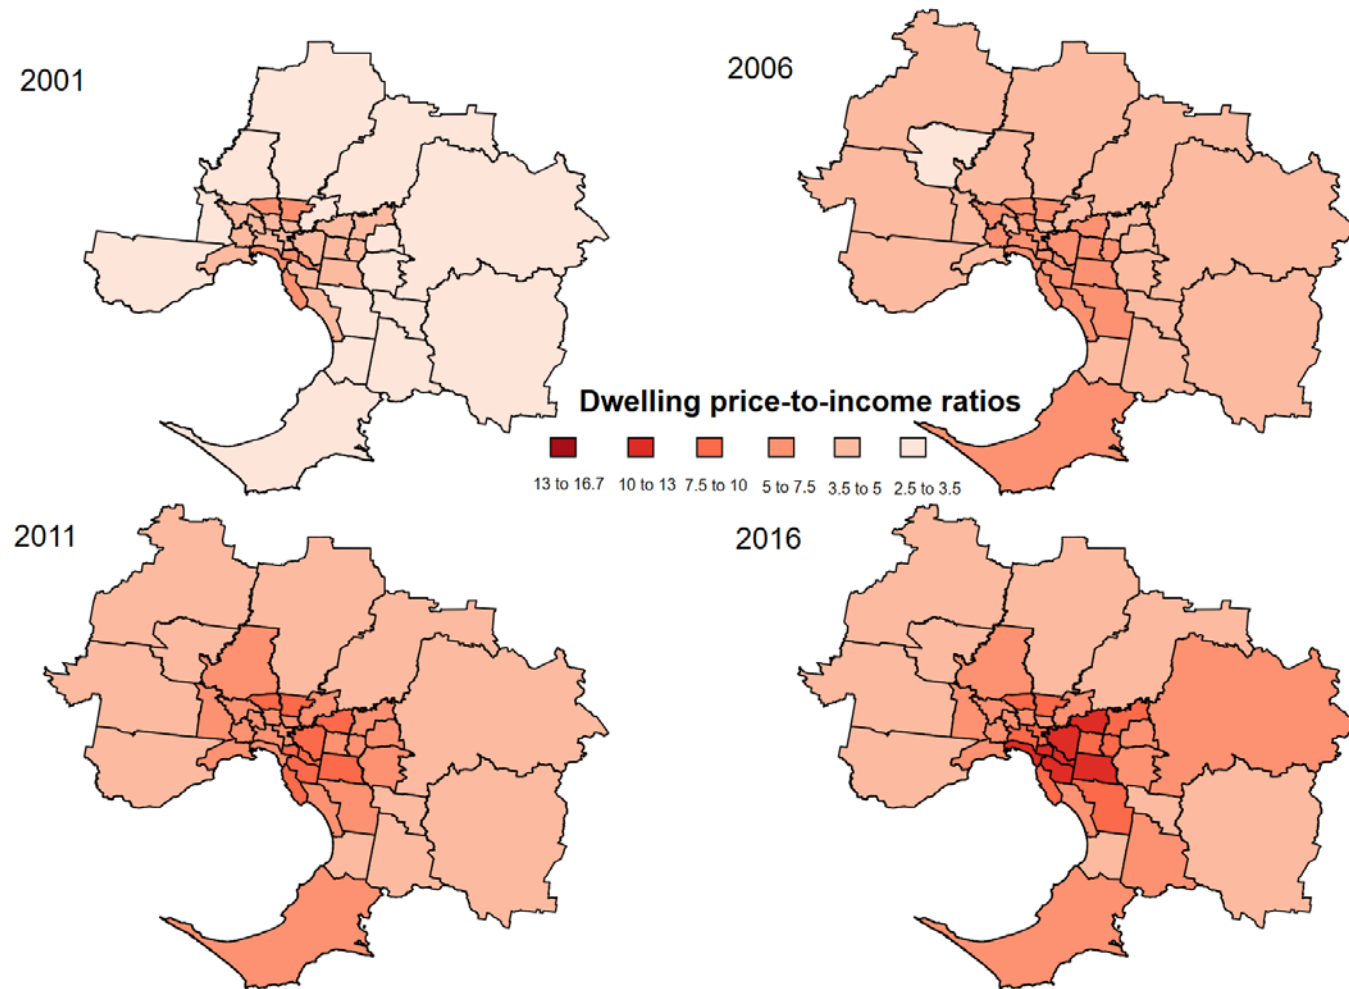 2001
2006
Dwelling price-to-income ratios
13 to 16.7 10 to 13 7.5 to 10 5 to 7.5 3.5 to 5 2.5 to 3.5
2011
2016